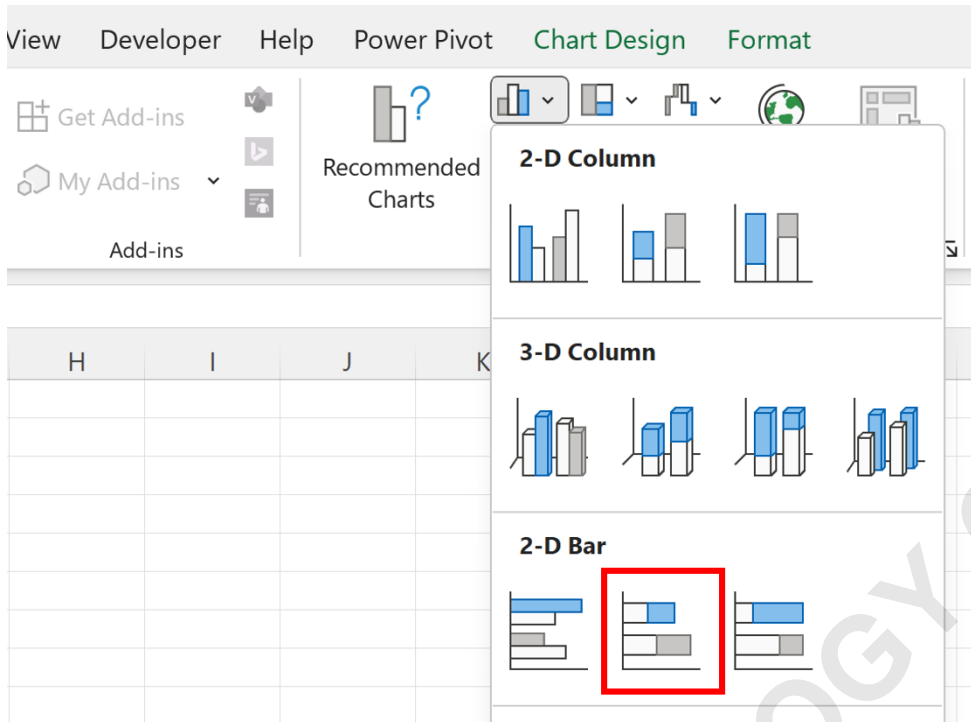 View Developer Help Power Pivot Chart Design Format
Get Add-ins
My Add-ins
Add-ins
Recommended
Charts
?
2-D Column
3-D Column
2-D Bar
H I J K
OGY